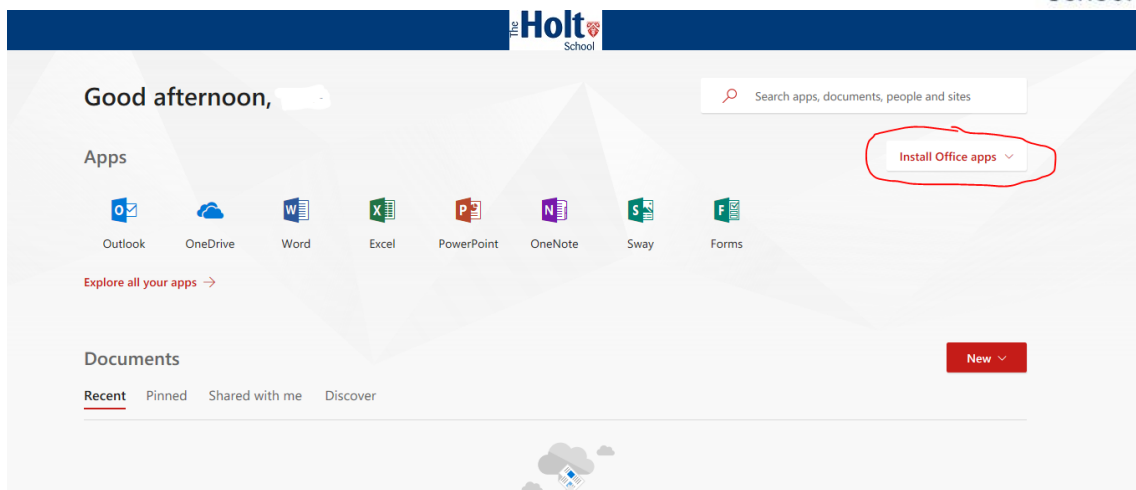 The Holt
School
Good afternoon,
Search apps, documents, people and sites
Apps
Install Office apps
Outlook OneDrive Word Excel PowerPoint OneNote Sway Forms
Explore all your apps →
Documents
New
Recent Pinned Shared with me Discover